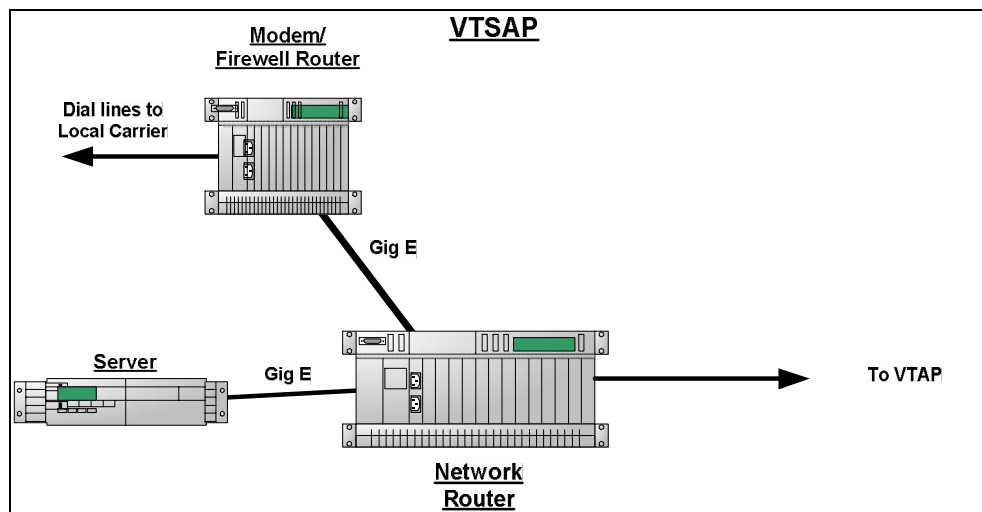 VTSAP
Modem/
Firewell Router
Dial lines to
Local Carrier
Gig E
Server
Gig E
To VTAP
Network
Router